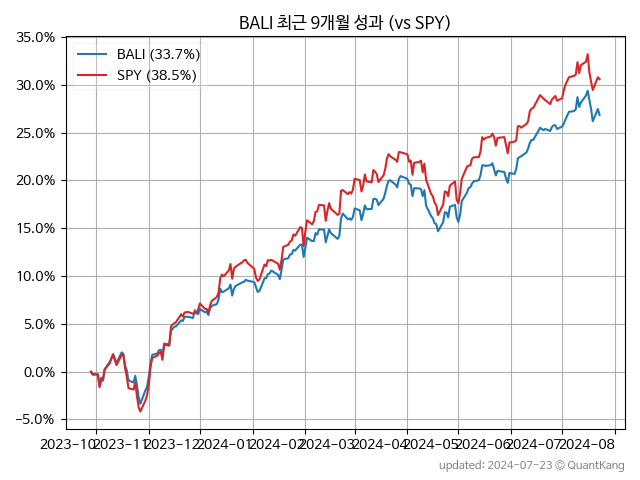 BALI 최근 9개월 성과 (vs SPY)
35.0%
30.0%
25.0%
20.0%
15.0%
10.0%
5.0%
0.0%
−5.0%
BALI (33.7%)
SPY (38.5%)
2023-10 2023-11 2023-12 2024-01 2024-02 2024-03 2024-04 2024-05 2024-06 2024-07 2024-08
updated: 2024-07-23 © QuantKang